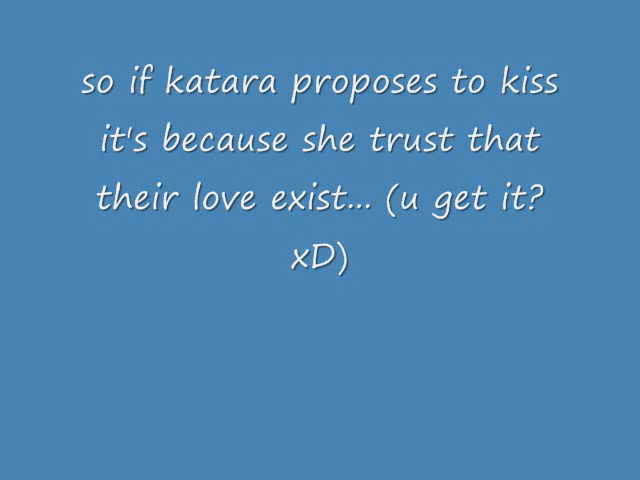 so if katara proposes to kiss
it's because she trust that
their love exist... (u get it?
xD)